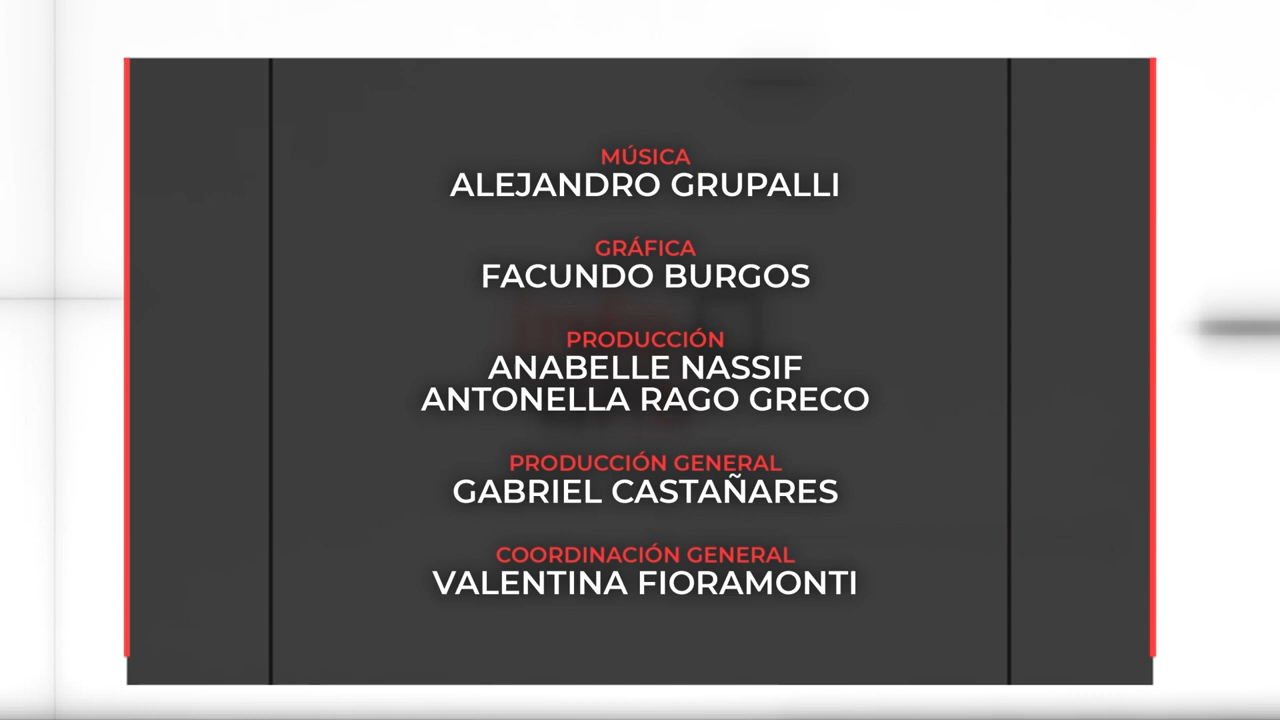 MÚSICA
ALEJANDRO GRUPALLI
GRÁFICA
FACUNDO BURGOS
PRODUCCIÓN
ANABELLE NASSIF
ANTONELLA RAGO GRECO
PRODUCCIÓN GENERAL
GABRIEL CASTAÑARES
COORDINACIÓN GENERAL
VALENTINA FIORAMONTI